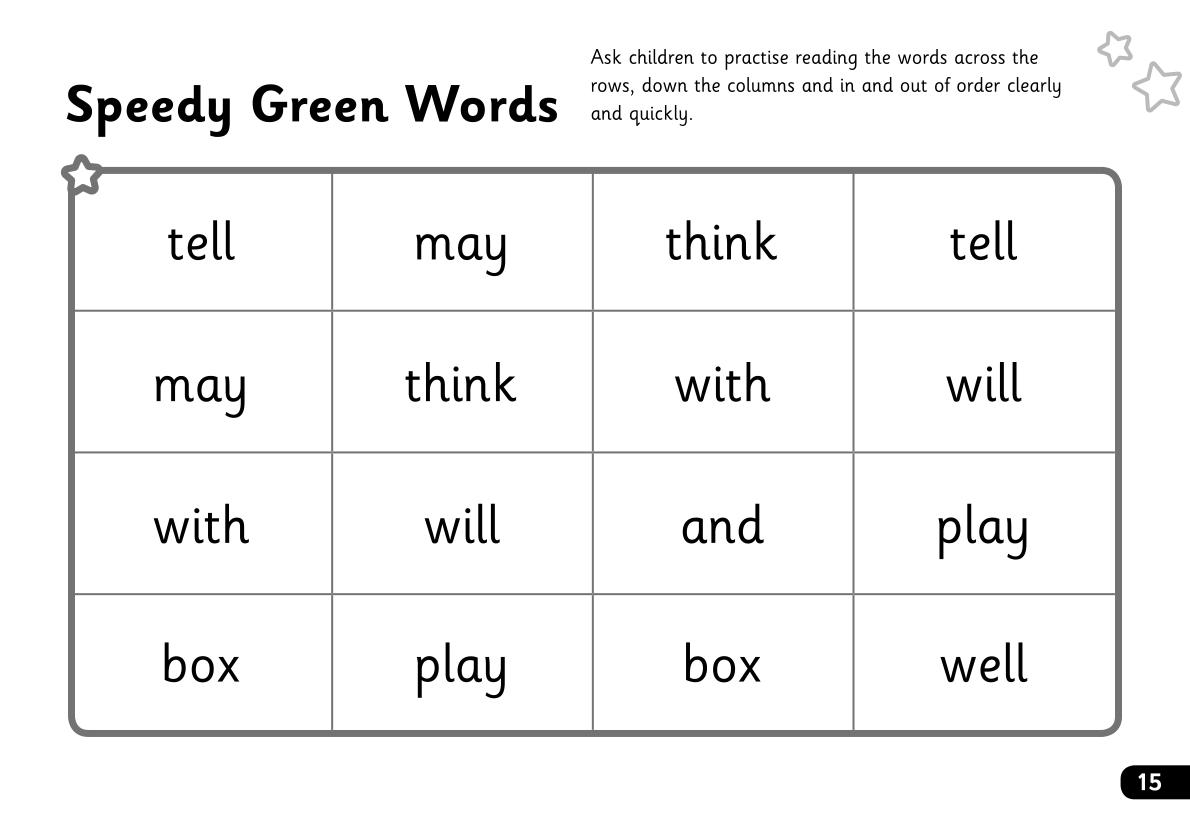 Speedy Green Words
Ask children to practise reading the words across the
rows, down the columns and in and out of order clearly
and quickly.
tell may think tell
may think with will
with will and play
box play box well
15